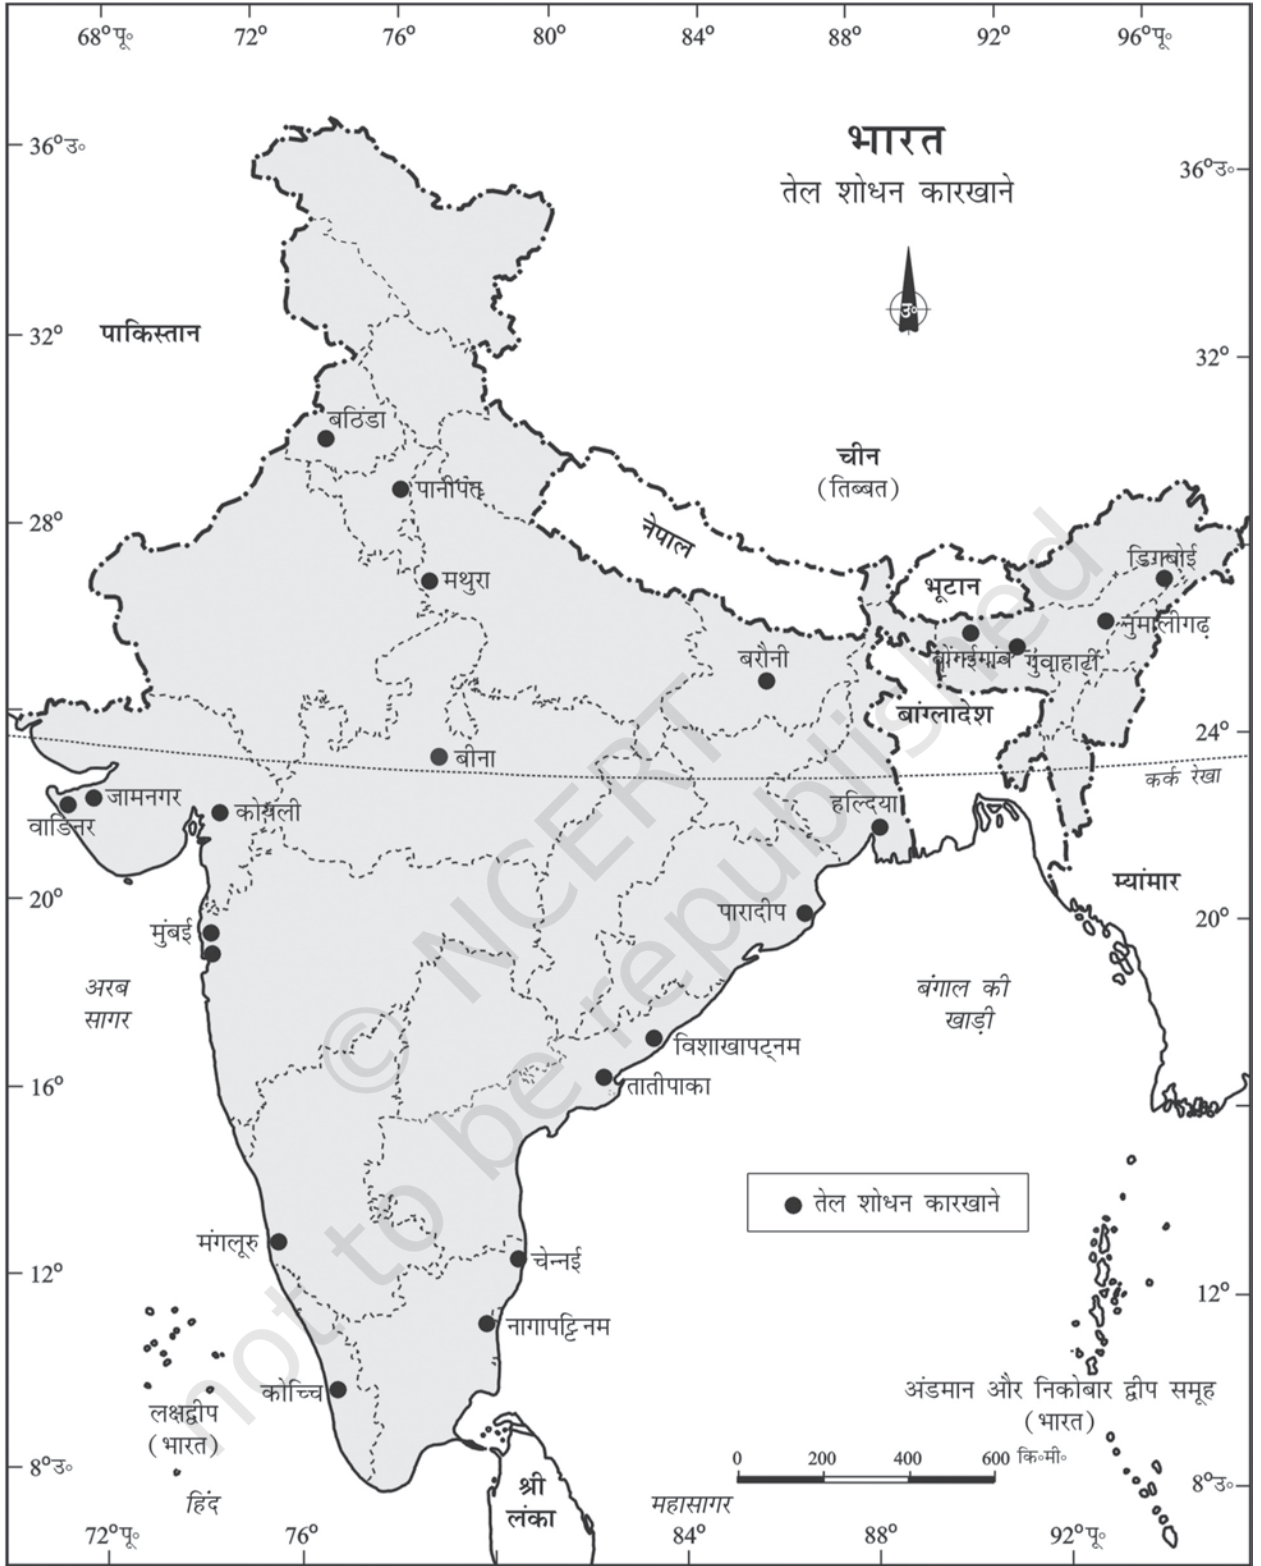 68°पू॰ 72° 76° 80° 84° 88° 92° 96°पू॰
36°उ॰
भारत
तेल शोधन कारखाने
36°उ॰
उ॰
पाकिस्तान
32°
32°
बठिंडा
चीन
(तिब्बत)
पानीपत
28°
नेपाल
डिगबोई
मथुरा
भूटान
नुमालीगढ़
बरौनी
बोंगईगांव गुवाहाटी
बांग्लादेश
24°
बीना
कर्क रेखा
जामनगर
कोयली
हल्दिया
वाडिनर
म्यांमार
20°
पारादीप
20°
मुंबई
अरब
सागर
बंगाल की
खाड़ी
विशाखापट्नम
16°
तातीपाका
तेल शोधन कारखाने
मंगलूरु
चेन्नई
12°
12°
नागापट्टिनम
कोच्चि
अंडमान और निकोबार द्वीप समूह
(भारत)
लक्षद्वीप
(भारत)
0 200 400 600 कि॰मी॰
8°उ॰
8°उ॰
श्री
लंका
हिंद
महासागर
72°पू॰ 76° 84° 88° 92°पू॰
© NCERT
not to be republished